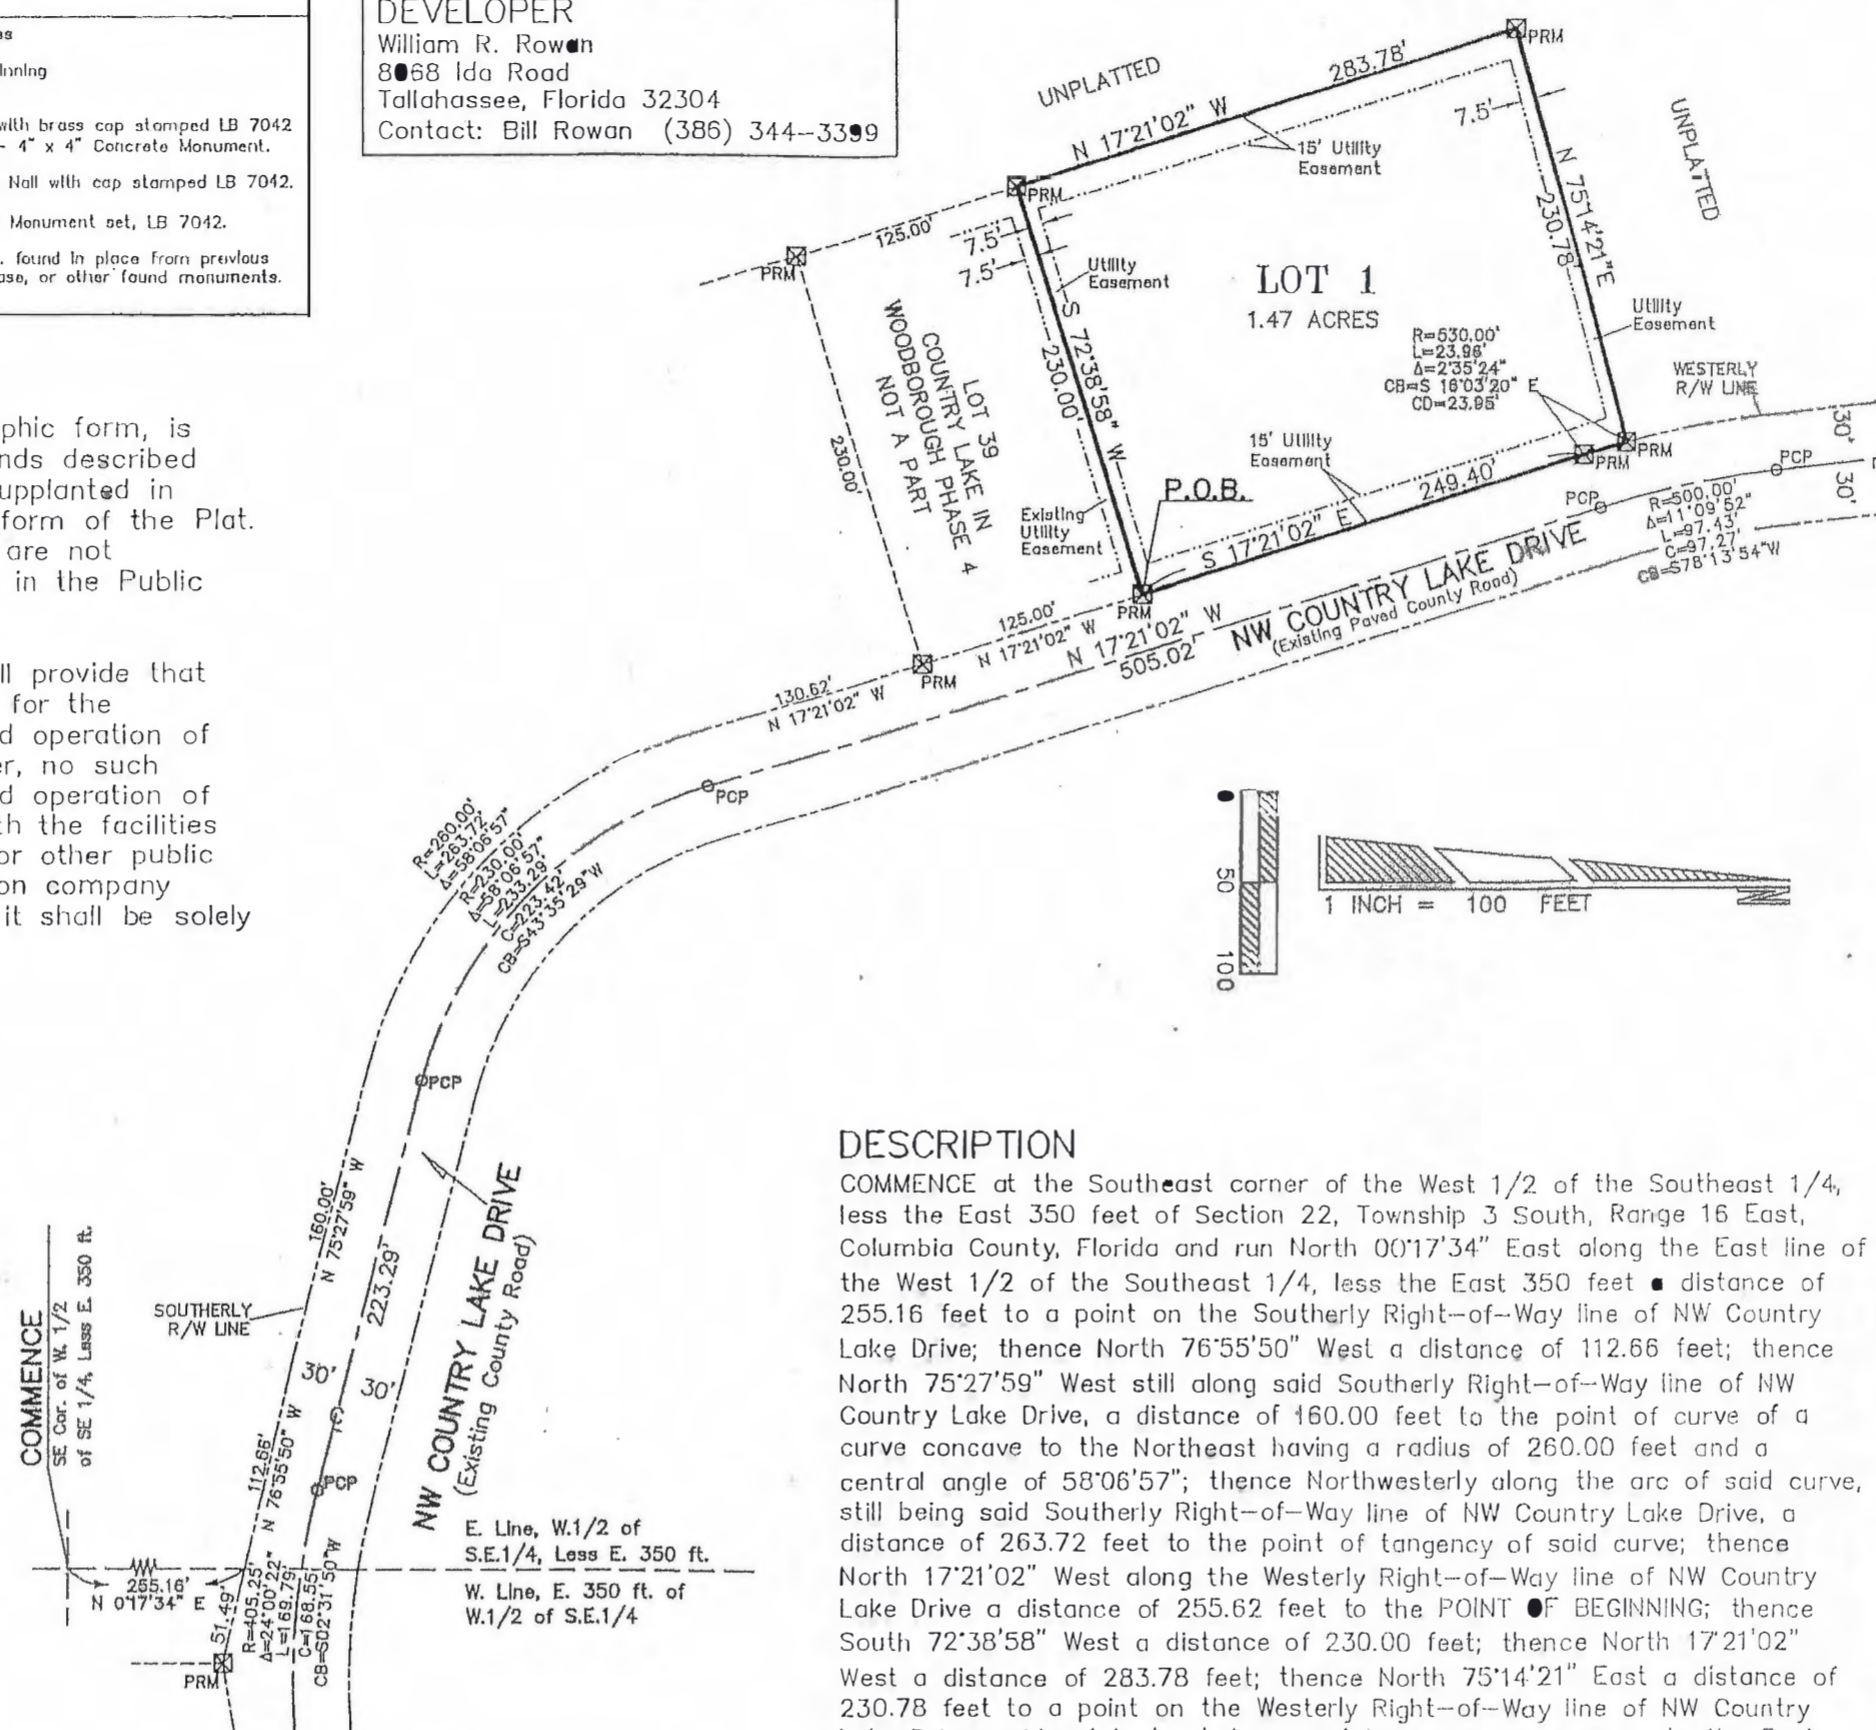 ss
inning
with brass cap stamped LB 7042
- 4" x 4" Concrete Monument.
Nail with cap stamped LB 7042.
Monument set, LB 7042.
. found in place from previous
ase, or other found monuments.
DEVELOPER
William R. Rowan
8068 Ida Road
Tallahassee, Florida 32304
Contact: Bill Rowan (386) 344-3399
phic form, is
nds described
upplanted in
form of the Plat.
are not
in the Public
ll provide that
for the
d operation of
er, no such
d operation of
th the facilities
or other public
on company
it shall be solely
UNPLATTED
N 17°21'02" W
283.78'
PRM
7.5'
15' Utility
Easement
UNPLATTED
N 75°14'21"E
230.78'
PRM
125.00'
PRM
7.5'
7.5'
Utility
Easement
LOT 1
1.47 ACRES
Utility
Easement
S 72°38'58" W
230.00'
R=530.00'
L=23.96'
Δ=2°35'24"
CB=S 16°03'20" E
CD=23.95'
WESTERLY
R/W LINE
LOT 39
COUNTRY LAKE IN
WOODBOROUGH PHASE 4
NOT A PART
230.00'
Existing
Utility
Easement
15' Utility
Easement
P.O.B.
S 17°21'02" E
249.40'
PRM
PRM
PCP
PCP
30'
30'
R=500.00'
Δ=11°09'52"
L=97.43'
C=97.27'
CB=S78°13'54"W
PRM
125.00'
N 17°21'02" W
N 17°21'02" W
505.02'
NW COUNTRY LAKE DRIVE
(Existing Paved County Road)
PRM
130.62'
N 17°21'02" W
PCP
R=260.00'
L=263.72'
Δ=58°06'57"
R=230.00'
Δ=58°06'57"
L=233.29'
C=223.42'
CB=S43°35'29"W
0
50
100
1 INCH = 100 FEET
N
PCP
160.00'
N 75°27'59" W
223.29'
NW COUNTRY LAKE DRIVE
(Existing County Road)
SOUTHERLY
R/W LINE
30'
30'
COMMENCE
SE Cor. of W. 1/2
of SE 1/4, Less E. 350 ft.
112.66'
N 76°55'50" W
PCP
E. Line, W.1/2 of
S.E.1/4, Less E. 350 ft.
W. Line, E. 350 ft. of
W.1/2 of S.E.1/4
255.16'
N 0°17'34" E
51.49'
R=405.25'
Δ=24°00'22"
L=169.79'
C=168.55'
CB=S02°31'50"W
PRM
DESCRIPTION
COMMENCE at the Southeast corner of the West 1/2 of the Southeast 1/4,
less the East 350 feet of Section 22, Township 3 South, Range 16 East,
Columbia County, Florida and run North 00°17'34" East along the East line of
the West 1/2 of the Southeast 1/4, less the East 350 feet a distance of
255.16 feet to a point on the Southerly Right-of-Way line of NW Country
Lake Drive; thence North 76°55'50" West a distance of 112.66 feet; thence
North 75°27'59" West still along said Southerly Right-of-Way line of NW
Country Lake Drive, a distance of 160.00 feet to the point of curve of a
curve concave to the Northeast having a radius of 260.00 feet and a
central angle of 58°06'57"; thence Northwesterly along the arc of said curve,
still being said Southerly Right-of-Way line of NW Country Lake Drive, a
distance of 263.72 feet to the point of tangency of said curve; thence
North 17°21'02" West along the Westerly Right-of-Way line of NW Country
Lake Drive a distance of 255.62 feet to the POINT OF BEGINNING; thence
South 72°38'58" West a distance of 230.00 feet; thence North 17°21'02"
West a distance of 283.78 feet; thence North 75°14'21" East a distance of
230.78 feet to a point on the Westerly Right-of-Way line of NW Country